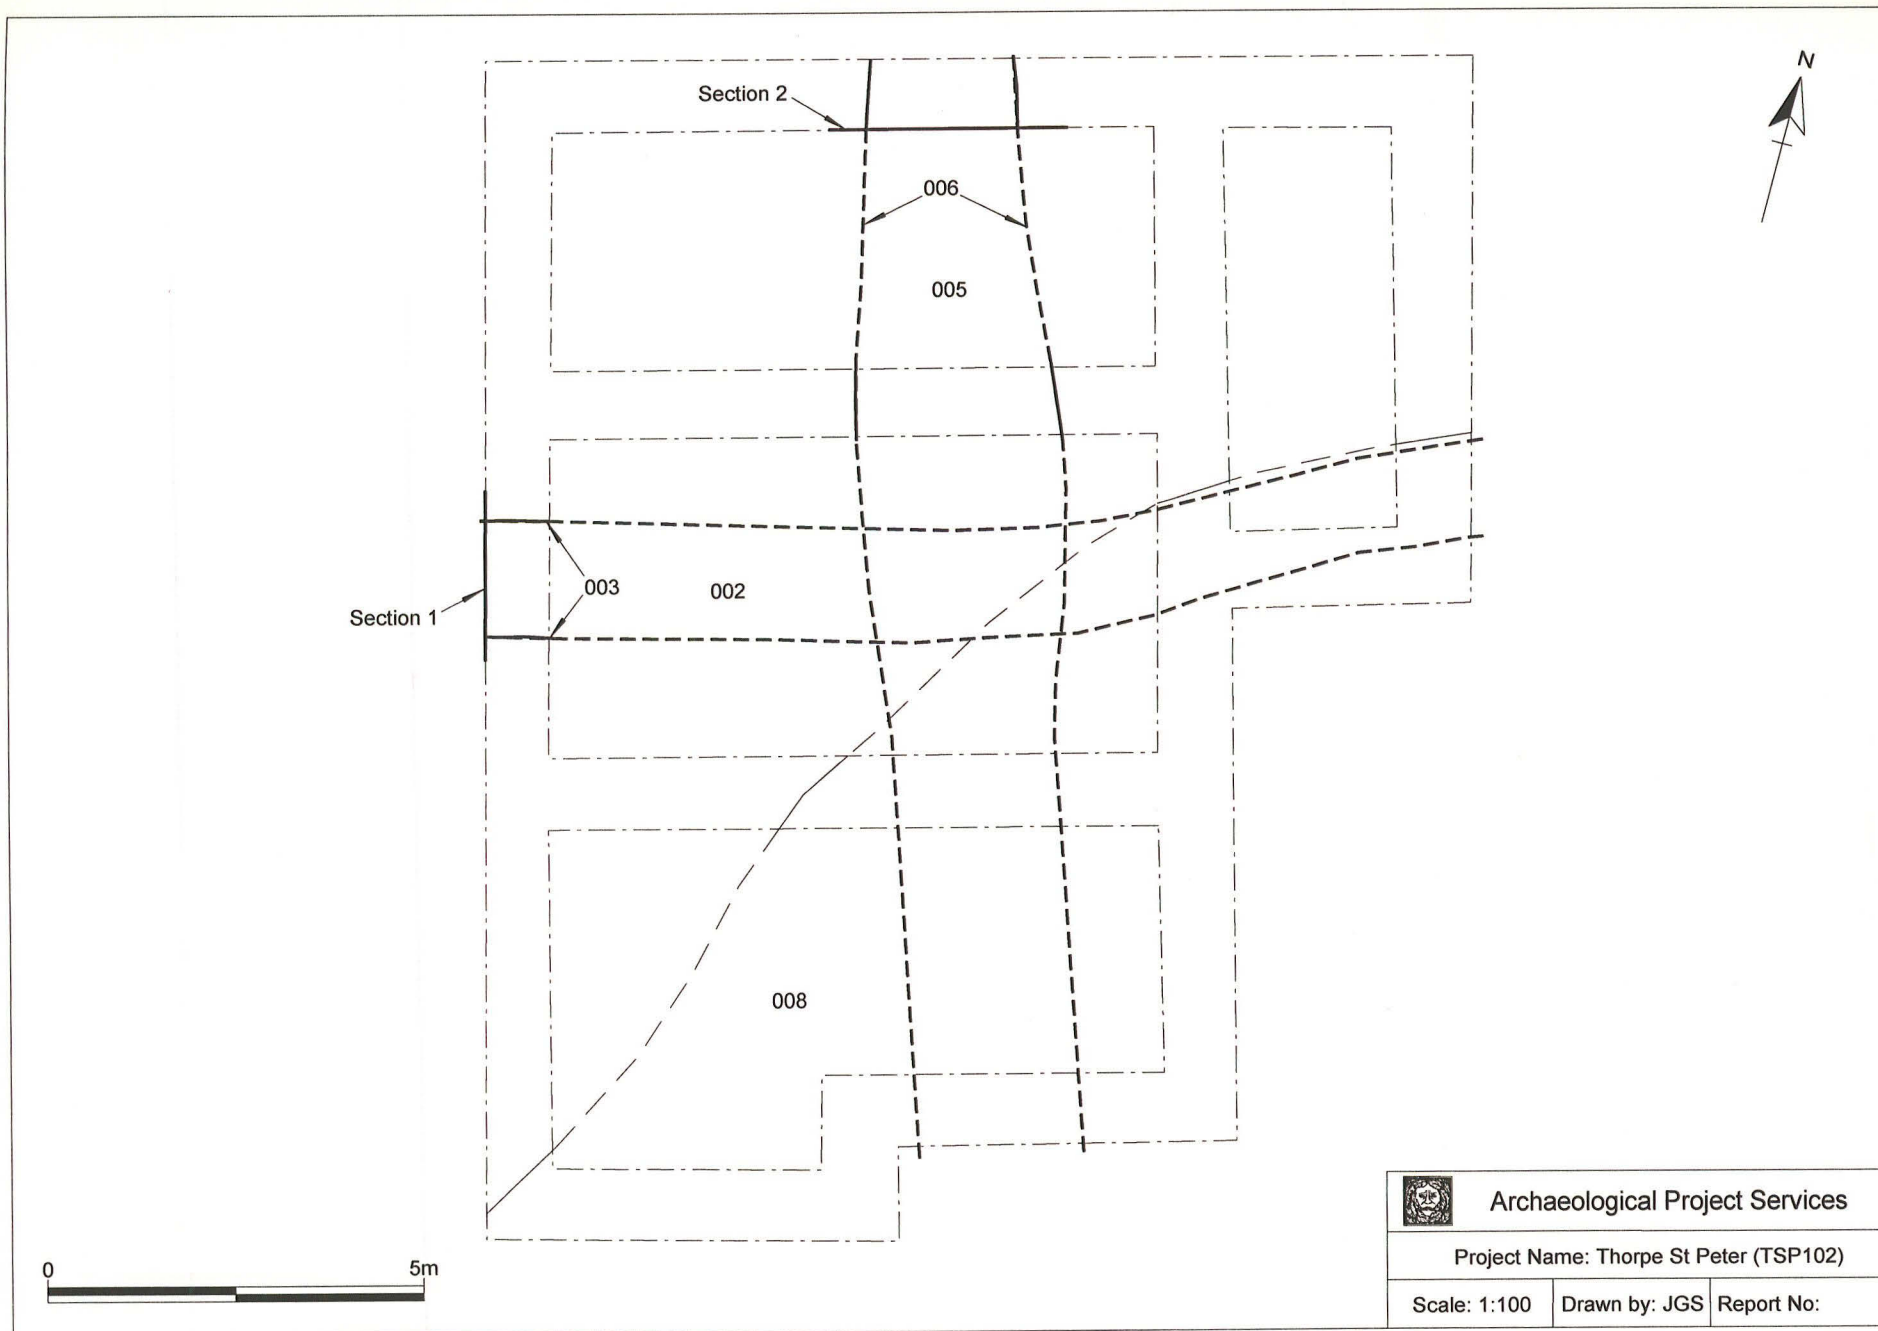 N
Section 2
006
005
003
002
Section 1
008
0
5m
Archaeological Project Services
Project Name: Thorpe St Peter (TSP102)
Scale: 1:100
Drawn by: JGS
Report No: